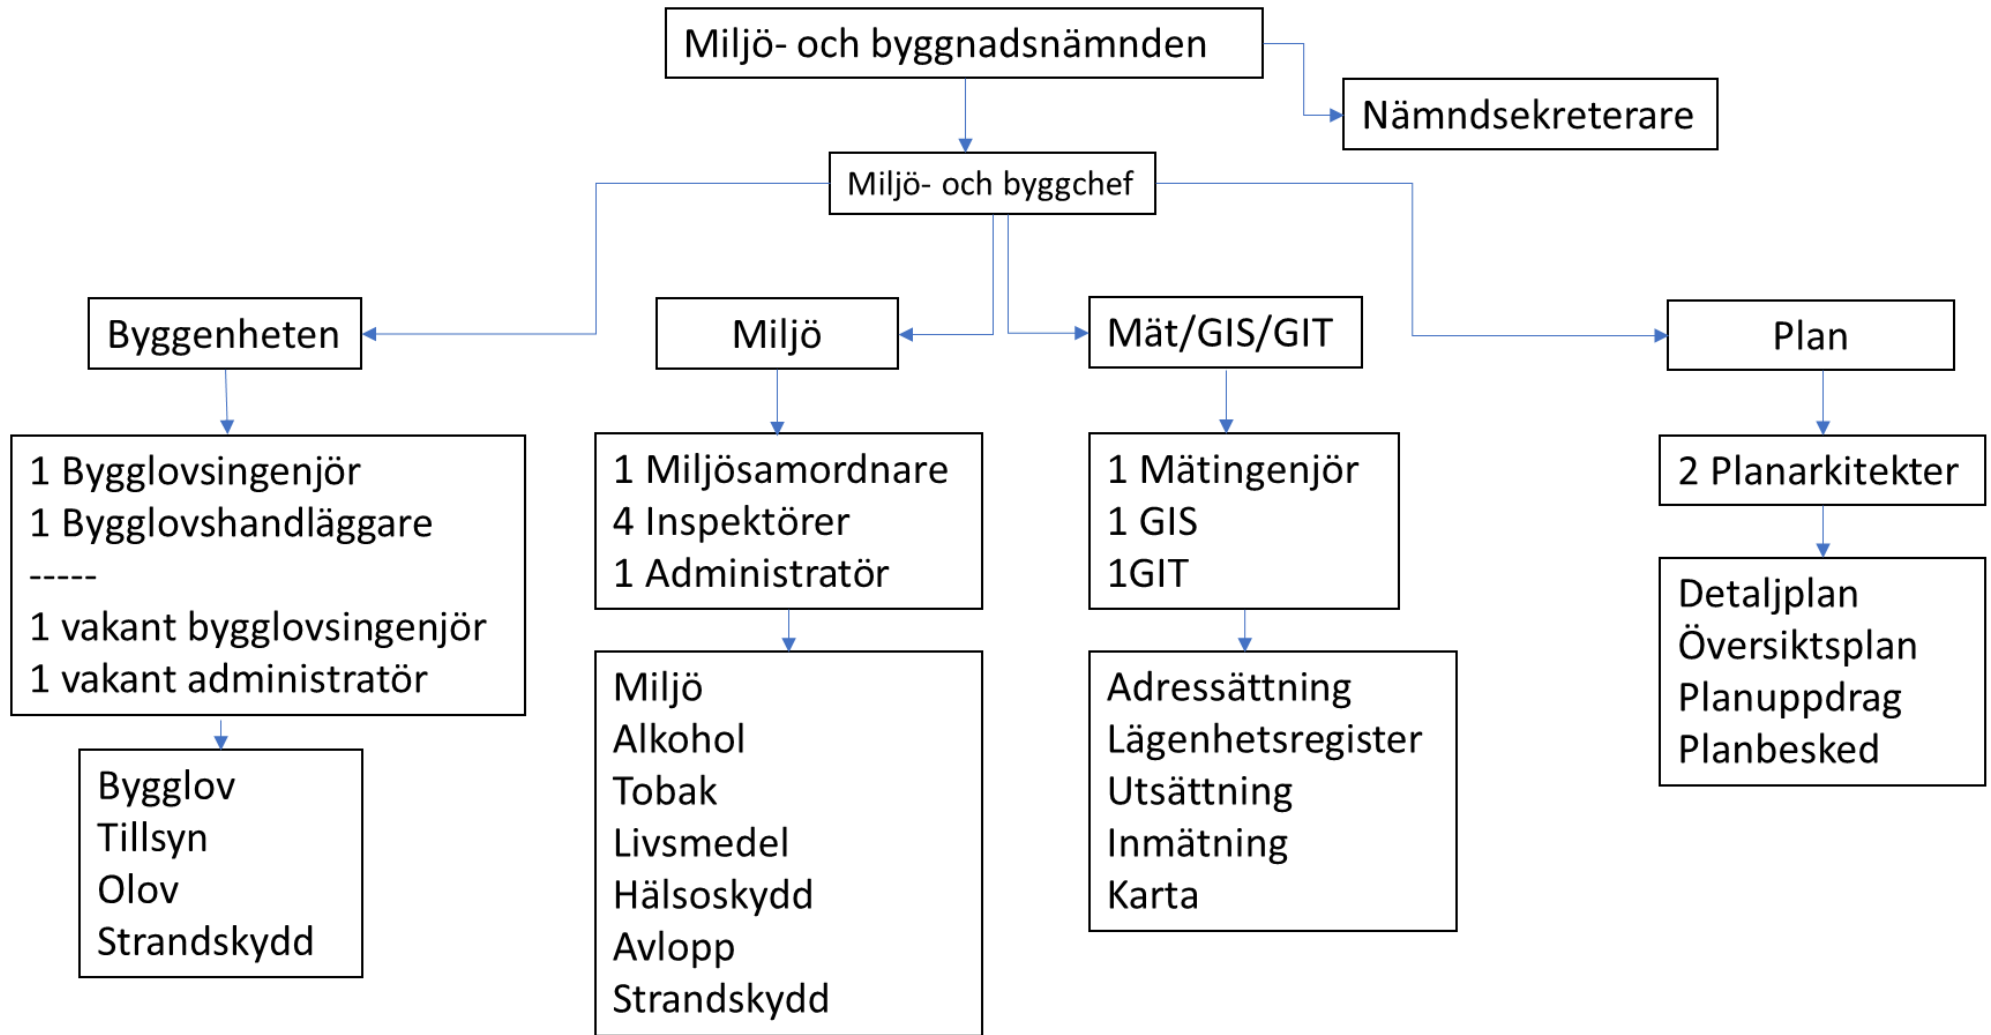 Miljö- och byggnadsnämnden
Nämndsekreterare
Miljö- och byggchef
Byggenheten
Miljö
Mät/GIS/GIT
Plan
1 Bygglovsingenjör
1 Bygglovshandläggare
-----
1 vakant bygglovsingenjör
1 vakant administratör
1 Miljösamordnare
4 Inspektörer
1 Administratör
1 Mätingenjör
1 GIS
1GIT
2 Planarkitekter
Bygglov
Tillsyn
Olov
Strandskydd
Miljö
Alkohol
Tobak
Livsmedel
Hälsoskydd
Avlopp
Strandskydd
Adressättning
Lägenhetsregister
Utsättning
Inmätning
Karta
Detaljplan
Översiktsplan
Planuppdrag
Planbesked